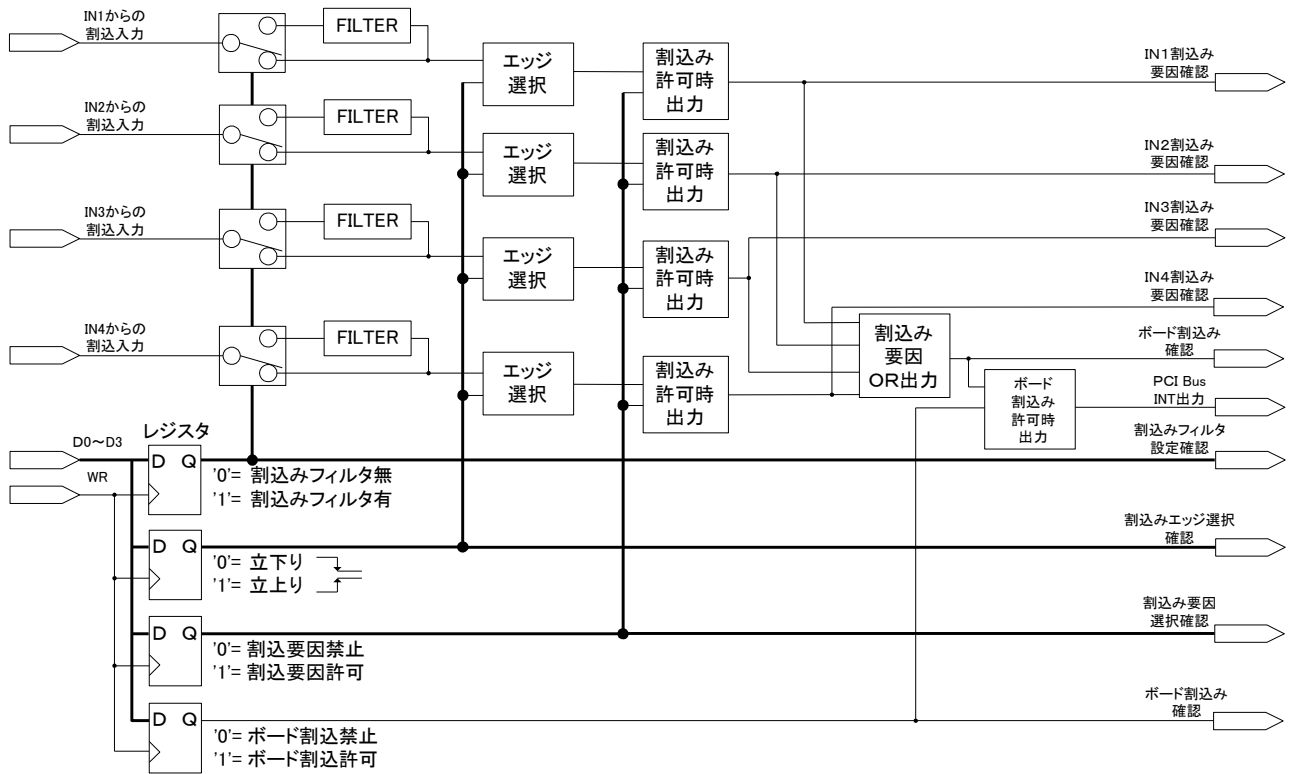 IN1からの
割込入力
FILTER
エッジ
選択
割込み
許可時
出力
IN1割込み
要因確認
IN2からの
割込入力
FILTER
エッジ
選択
割込み
許可時
出力
IN2割込み
要因確認
IN3からの
割込入力
FILTER
エッジ
選択
割込み
許可時
出力
IN3割込み
要因確認
IN4からの
割込入力
FILTER
エッジ
選択
割込み
許可時
出力
IN4割込み
要因確認
割込み
要因
OR出力
ボード割込み
確認
ボード
割込み
許可時
出力
PCI Bus
INT出力
D0～D3
WR
レジスタ
D Q
'0'= 割込みフィルタ無
'1'= 割込みフィルタ有
割込みフィルタ
設定確認
D Q
'0'= 立下り
'1'= 立上り
割込みエッジ選択
確認
D Q
'0'= 割込要因禁止
'1'= 割込要因許可
割込み要因
選択確認
D Q
'0'= ボード割込禁止
'1'= ボード割込許可
ボード割込み
確認